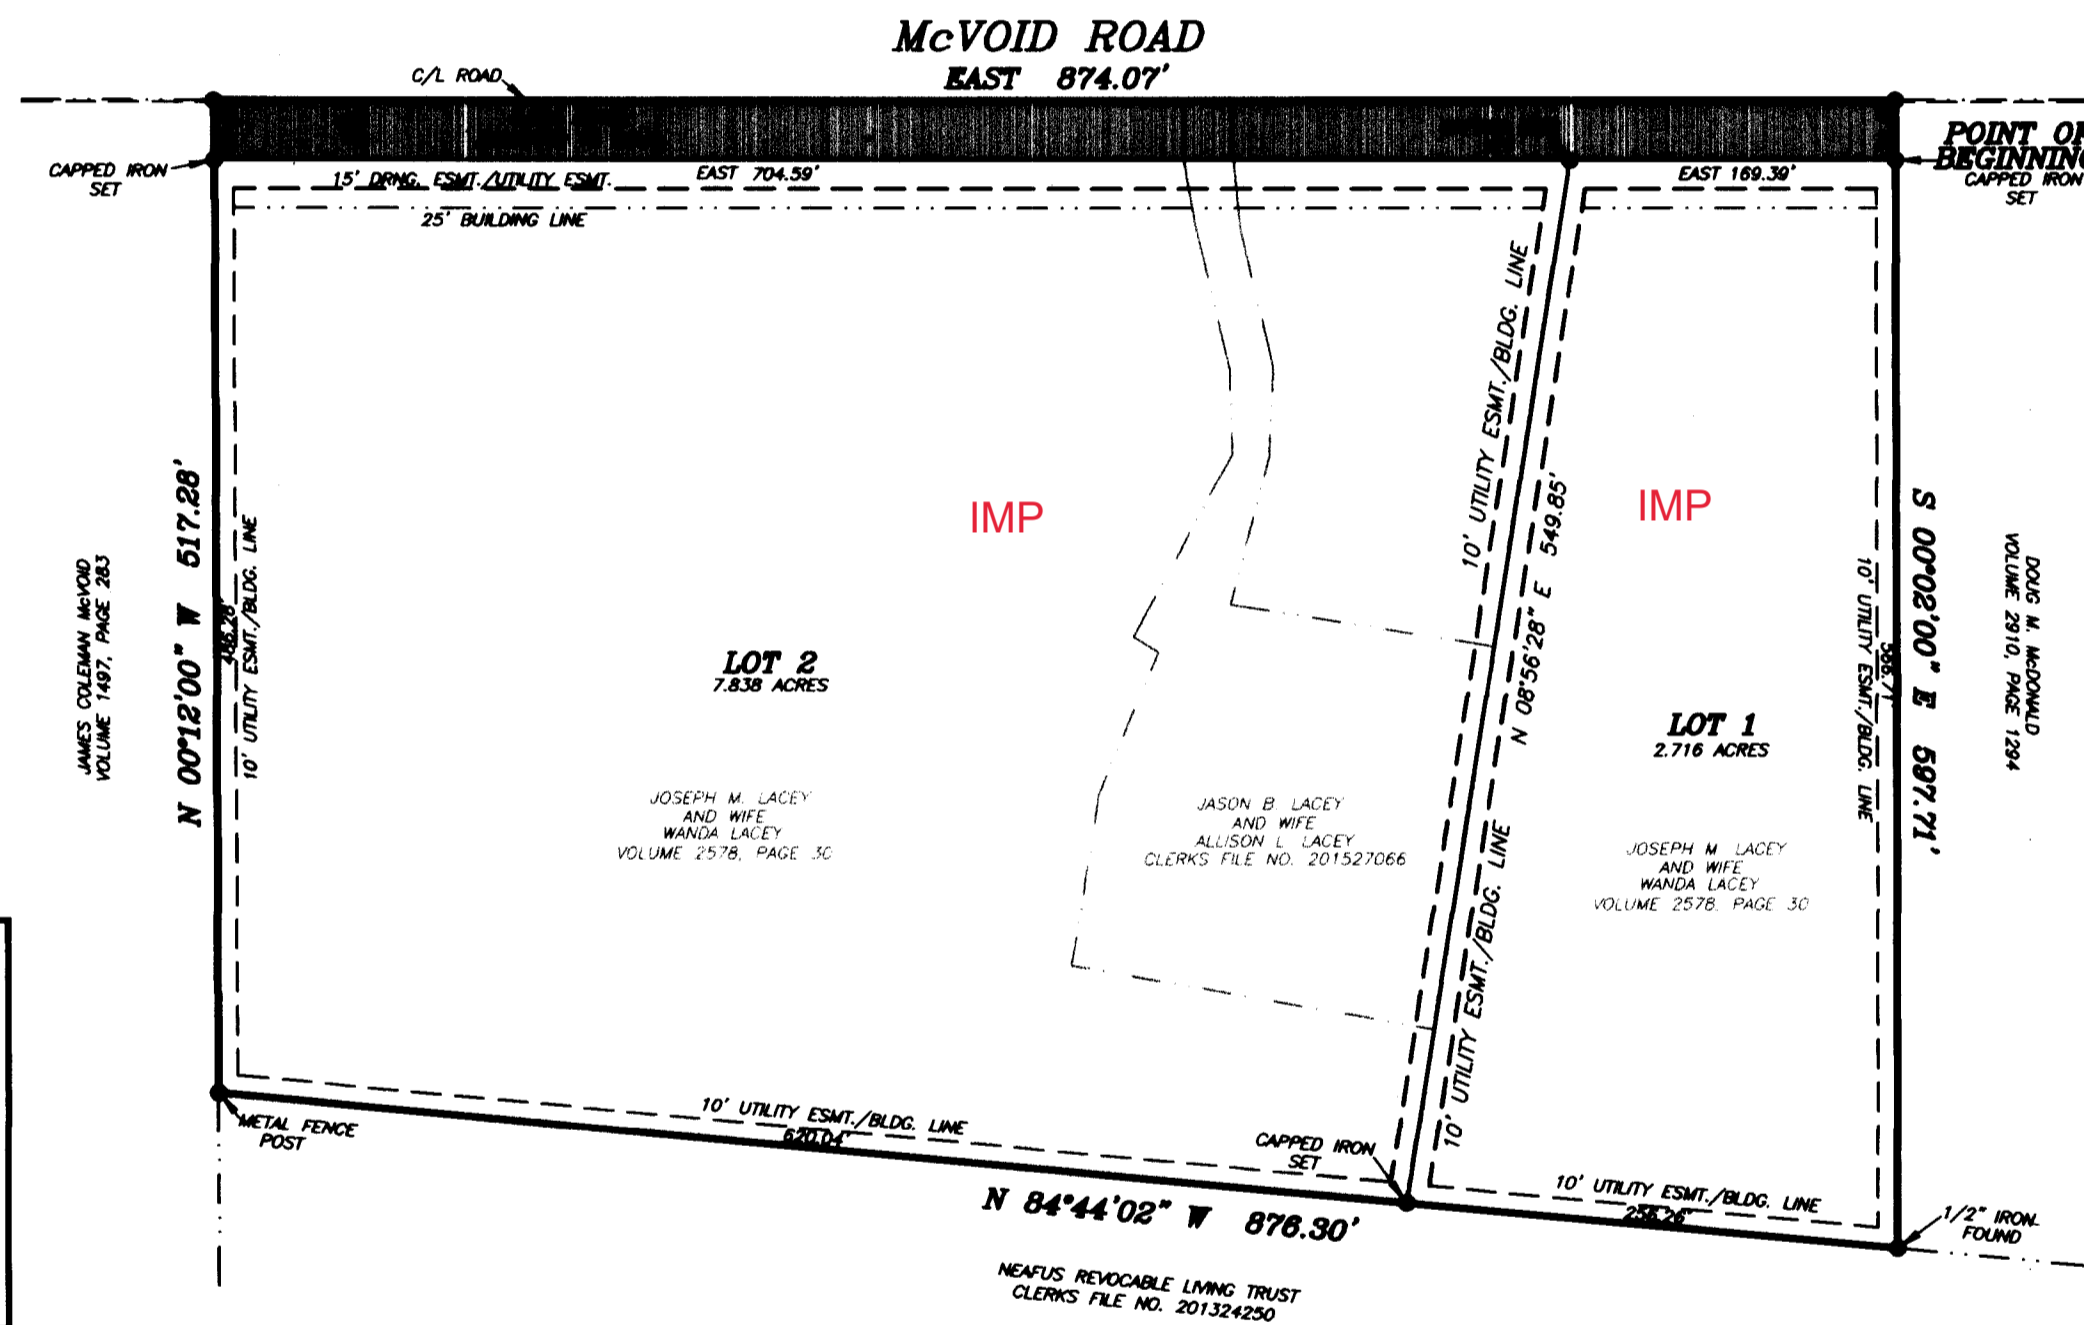 McVOID ROAD
EAST 874.07'
C/L ROAD
CAPPED IRON
SET
POINT OF
BEGINNING
CAPPED IRON
SET
15' DRNG. ESMT./UTILITY ESMT.
EAST 704.59'
EAST 169.39'
25' BUILDING LINE
10' UTILITY ESMT./BLDG. LINE
N 08°56'28" E 549.85'
10' UTILITY ESMT./BLDG. LINE
IMP
IMP
JAMES COLEMAN McVOID
VOLUME 1497, PAGE 283
N 00°12'00" W 517.28'
10' UTILITY ESMT./BLDG. LINE
LOT 2
7.838 ACRES
LOT 1
2.716 ACRES
10' UTILITY ESMT./BLDG. LINE
S 00°02'00" E 597.71'
DOUG M. McDONALD
VOLUME 2910, PAGE 1294
JOSEPH M. LACEY
AND WIFE
WANDA LACEY
VOLUME 2578, PAGE 30
JASON B. LACEY
AND WIFE
ALLISON L. LACEY
CLERKS FILE NO. 201527066
JOSEPH M. LACEY
AND WIFE
WANDA LACEY
VOLUME 2578, PAGE 30
METAL FENCE
POST
10' UTILITY ESMT./BLDG. LINE
620.04'
CAPPED IRON
SET
10' UTILITY ESMT./BLDG. LINE
256.26'
N 84°44'02" W 876.30'
1/2" IRON
FOUND
NEAFUS REVOCABLE LIVING TRUST
CLERKS FILE NO. 201324250